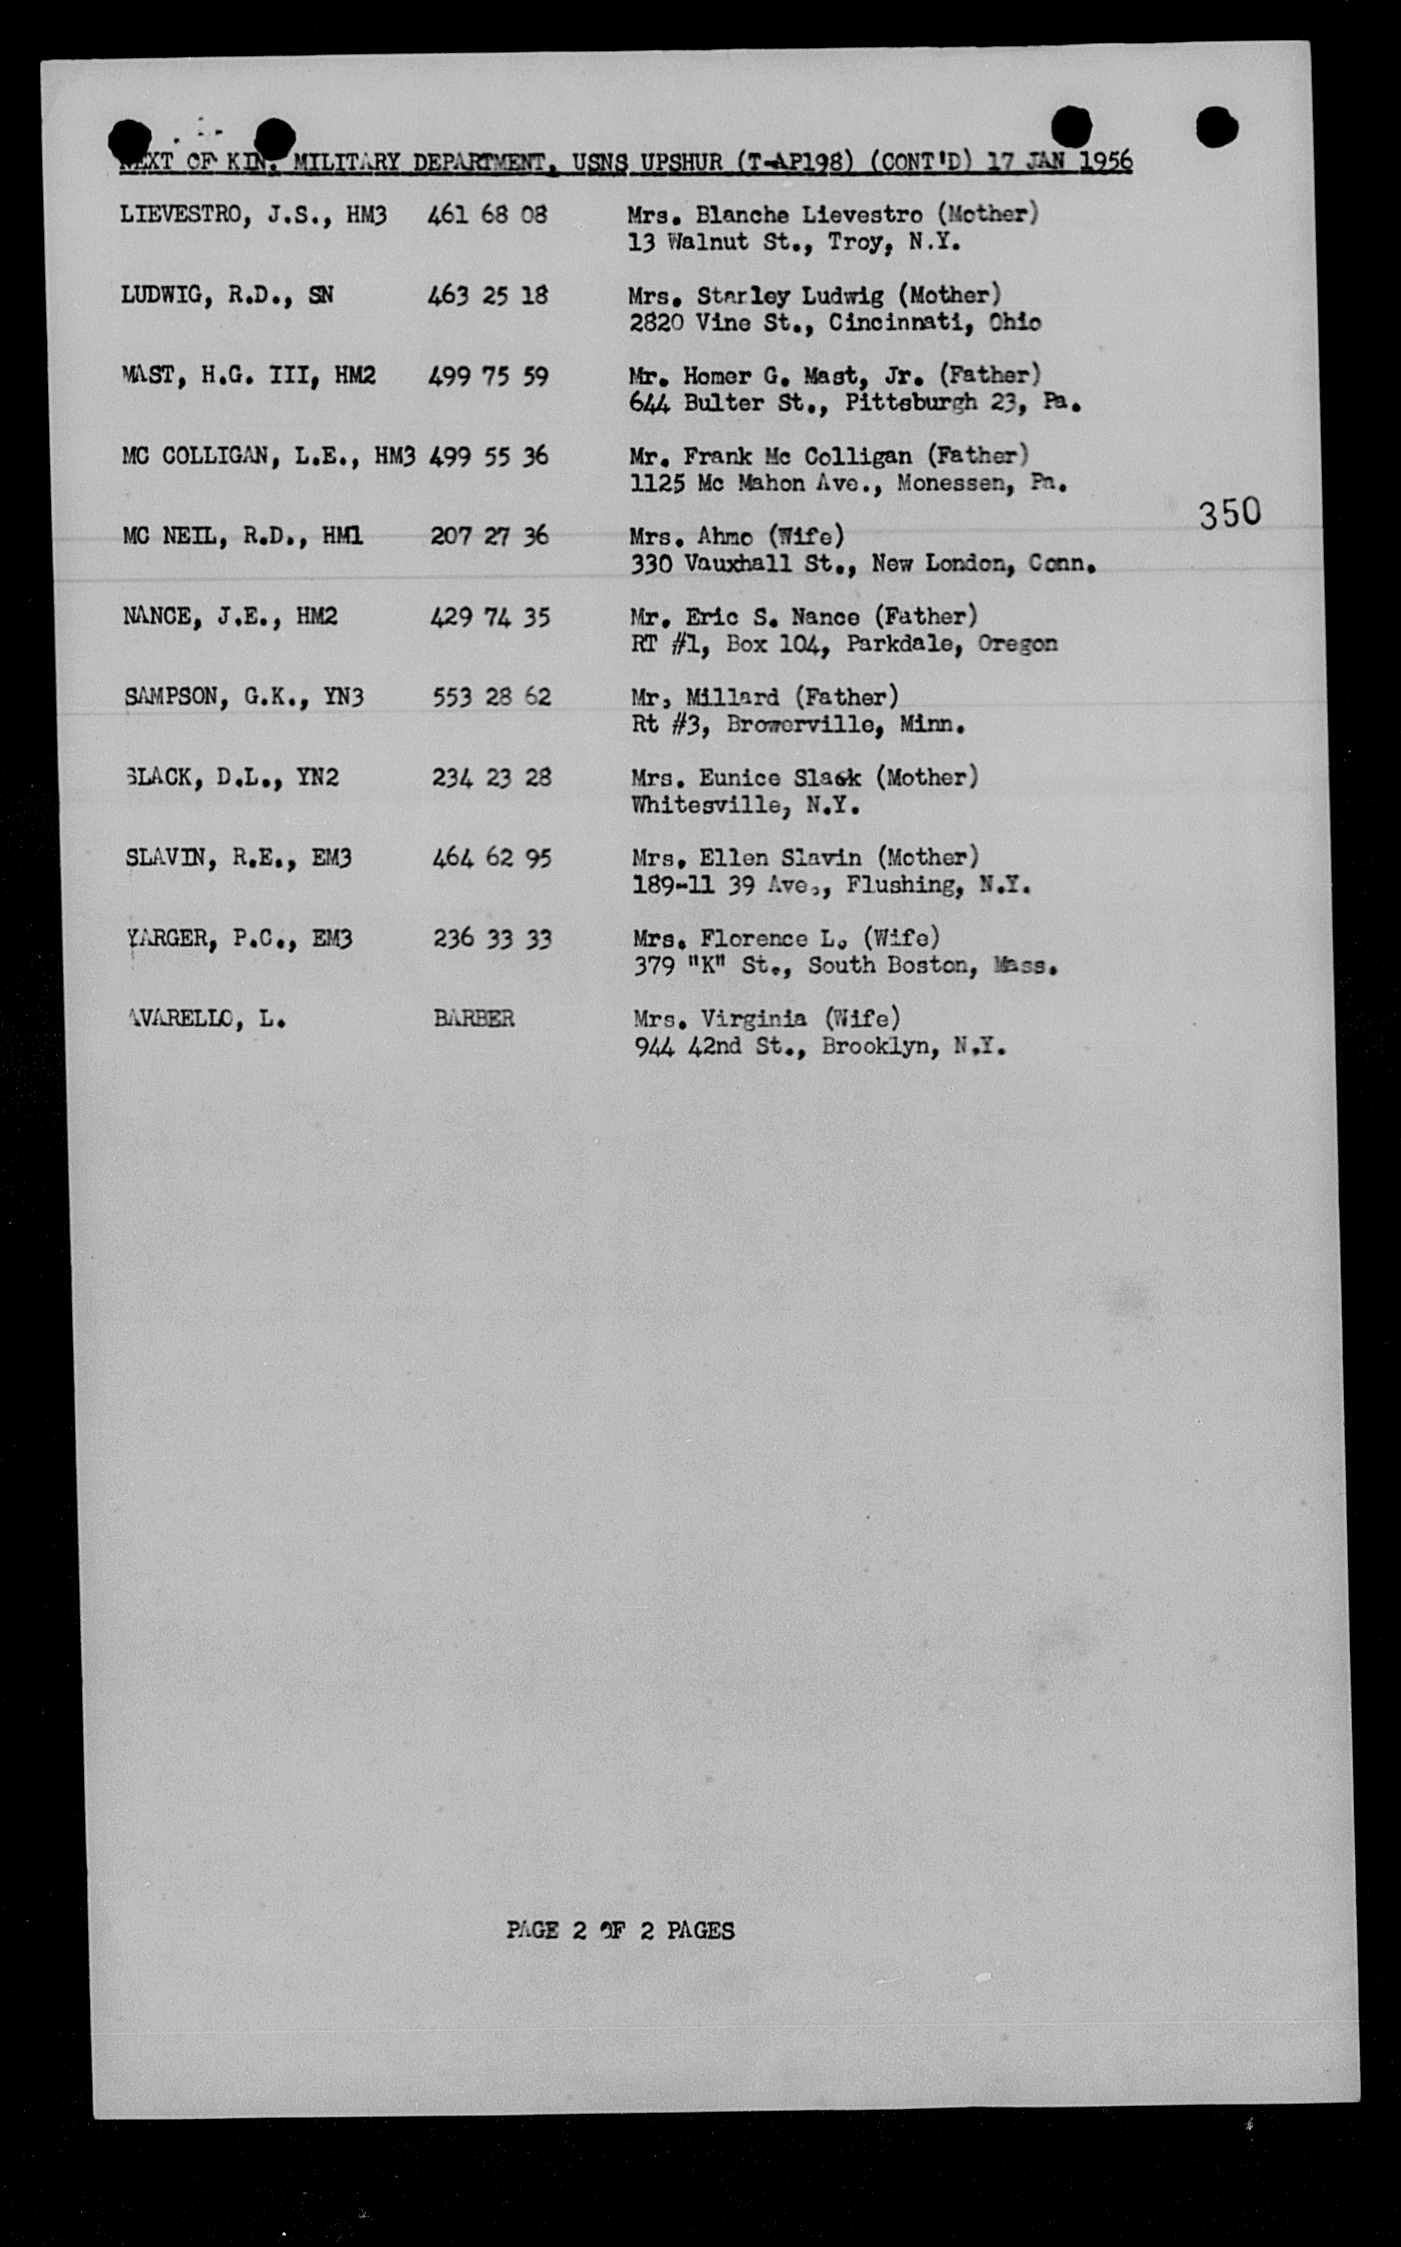 NEXT OF KIN, MILITARY DEPARTMENT, USNS UPSHUR (T-AP198) (CONT'D) 17 JAN 1956
LIEVESTRO, J.S., HM3 461 68 08 Mrs. Blanche Lievestro (Mother)
13 Walnut St., Troy, N.Y.
LUDWIG, R.D., SN 463 25 18 Mrs. Starley Ludwig (Mother)
2820 Vine St., Cincinnati, Ohio
MAST, H.G. III, HM2 499 75 59 Mr. Homer G. Mast, Jr. (Father)
644 Bulter St., Pittsburgh 23, Pa.
MC COLLIGAN, L.E., HM3 499 55 36 Mr. Frank Mc Colligan (Father)
1125 Mc Mahon Ave., Monessen, Pa.
350
MC NEIL, R.D., HM1 207 27 36 Mrs. Ahmo (Wife)
330 Vauxhall St., New London, Conn.
NANCE, J.E., HM2 429 74 35 Mr. Eric S. Nance (Father)
RT #1, Box 104, Parkdale, Oregon
SAMPSON, G.K., YN3 553 28 62 Mr, Millard (Father)
Rt #3, Browerville, Minn.
SLACK, D.L., YN2 234 23 28 Mrs. Eunice Slack (Mother)
Whitesville, N.Y.
SLAVIN, R.E., EM3 464 62 95 Mrs. Ellen Slavin (Mother)
189-11 39 Ave., Flushing, N.Y.
YARGER, P.C., EM3 236 33 33 Mrs. Florence L. (Wife)
379 "K" St., South Boston, Mass.
AVARELLO, L. BARBER Mrs. Virginia (Wife)
944 42nd St., Brooklyn, N.Y.
PAGE 2 OF 2 PAGES